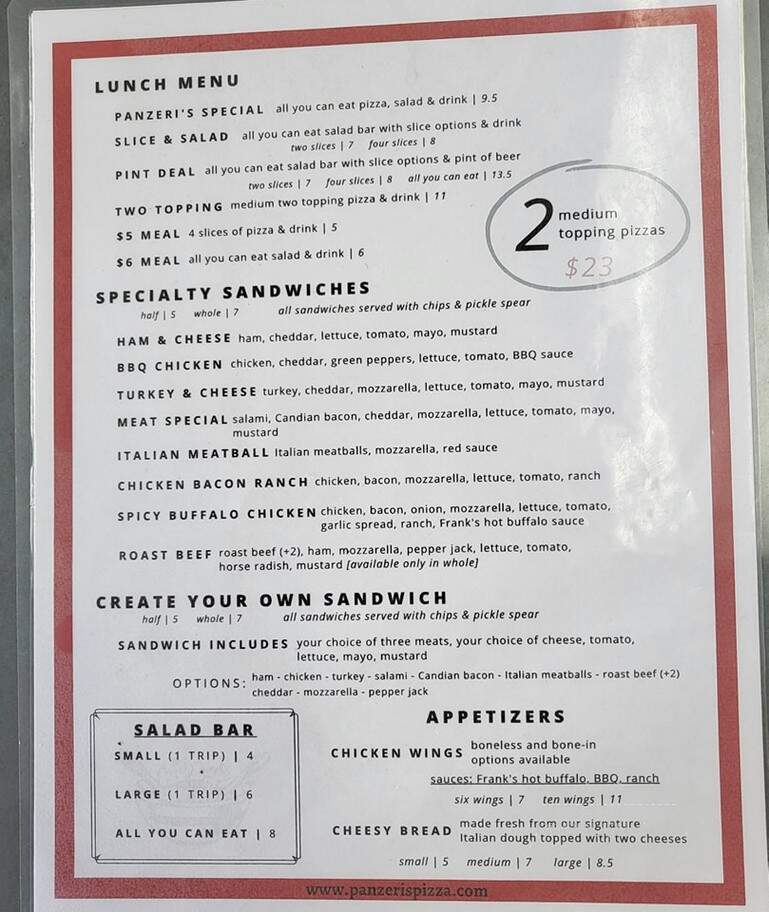 LUNCH MENU
PANZERI'S SPECIAL all you can eat pizza, salad & drink | 9.5
SLICE & SALAD all you can eat salad bar with slice options & drink
two slices | 7 four slices | 8
PINT DEAL all you can eat salad bar with slice options & pint of beer
two slices | 7 four slices | 8 all you can eat | 13.5
TWO TOPPING medium two topping pizza & drink | 11
$5 MEAL 4 slices of pizza & drink | 5
$6 MEAL all you can eat salad & drink | 6
2 medium
topping pizzas
$23
SPECIALTY SANDWICHES
half | 5 whole | 7 all sandwiches served with chips & pickle spear
HAM & CHEESE ham, cheddar, lettuce, tomato, mayo, mustard
BBQ CHICKEN chicken, cheddar, green peppers, lettuce, tomato, BBQ sauce
TURKEY & CHEESE turkey, cheddar, mozzarella, lettuce, tomato, mayo, mustard
MEAT SPECIAL salami, Candian bacon, cheddar, mozzarella, lettuce, tomato, mayo,
mustard
ITALIAN MEATBALL Italian meatballs, mozzarella, red sauce
CHICKEN BACON RANCH chicken, bacon, mozzarella, lettuce, tomato, ranch
SPICY BUFFALO CHICKEN chicken, bacon, onion, mozzarella, lettuce, tomato,
garlic spread, ranch, Frank's hot buffalo sauce
ROAST BEEF roast beef (+2), ham, mozzarella, pepper jack, lettuce, tomato,
horse radish, mustard [available only in whole]
CREATE YOUR OWN SANDWICH
half | 5 whole | 7 all sandwiches served with chips & pickle spear
SANDWICH INCLUDES your choice of three meats, your choice of cheese, tomato,
lettuce, mayo, mustard
OPTIONS: ham - chicken - turkey - salami - Candian bacon - Italian meatballs - roast beef (+2)
cheddar - mozzarella - pepper jack
SALAD BAR
SMALL (1 TRIP) | 4
LARGE (1 TRIP) | 6
ALL YOU CAN EAT | 8
APPETIZERS
CHICKEN WINGS boneless and bone-in
options available
sauces: Frank's hot buffalo, BBQ, ranch
six wings | 7 ten wings | 11
CHEESY BREAD made fresh from our signature
Italian dough topped with two cheeses
small | 5 medium | 7 large | 8.5
www.panzerispizza.com